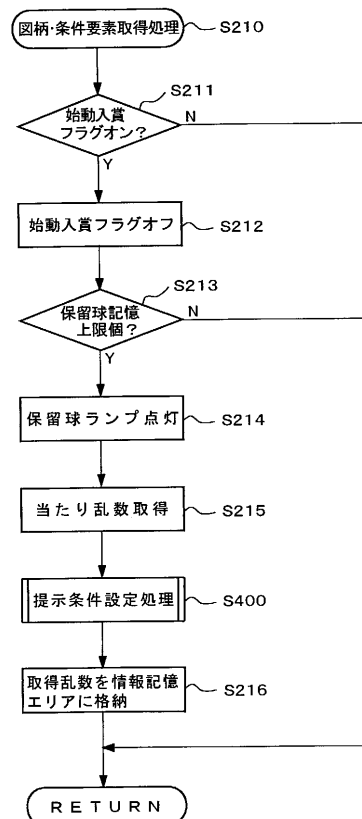 図柄・条件要素取得処理
S210
S211
始動入賞
フラグオン?
N
Y
始動入賞フラグオフ
S212
S213
保留球記憶
上限個?
N
Y
保留球ランプ点灯
S214
当たり乱数取得
S215
提示条件設定処理
S400
取得乱数を情報記憶
エリアに格納
S216
RETURN